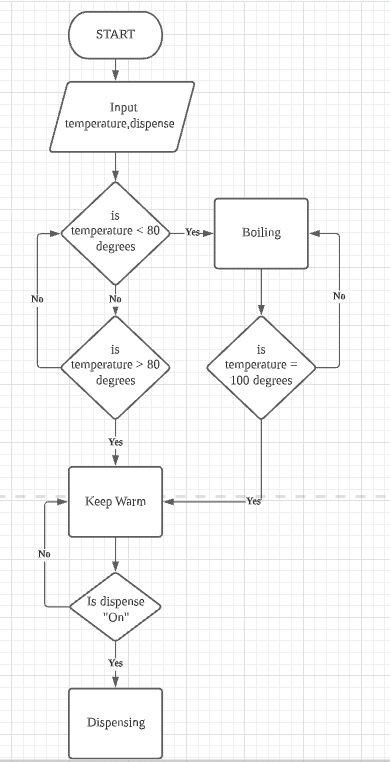 START
Input
temperature,dispense
is
temperature < 80
degrees
Yes
Boiling
No
No
No
is
temperature > 80
degrees
is
temperature =
100 degrees
Yes
Keep Warm
Yes
No
Is dispense
"On"
Yes
Dispensing